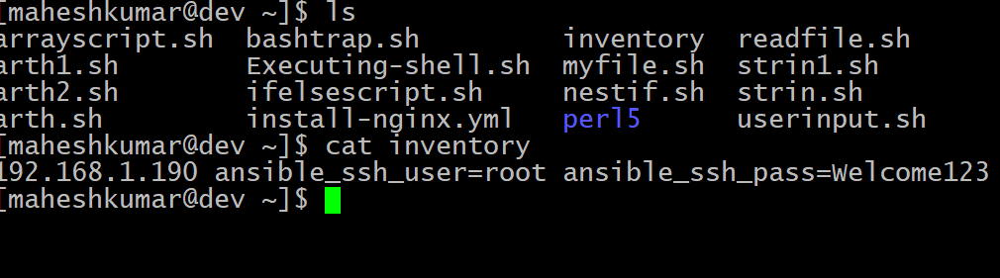 [maheshkumar@dev ~]$ ls
arrayscript.sh  bashtrap.sh         inventory  readfile.sh
arth1.sh        Executing-shell.sh  myfile.sh  strin1.sh
arth2.sh        ifelsescript.sh     nestif.sh  strin.sh
arth.sh         install-nginx.yml   perl5      userinput.sh
[maheshkumar@dev ~]$ cat inventory
192.168.1.190 ansible_ssh_user=root ansible_ssh_pass=Welcome123
[maheshkumar@dev ~]$